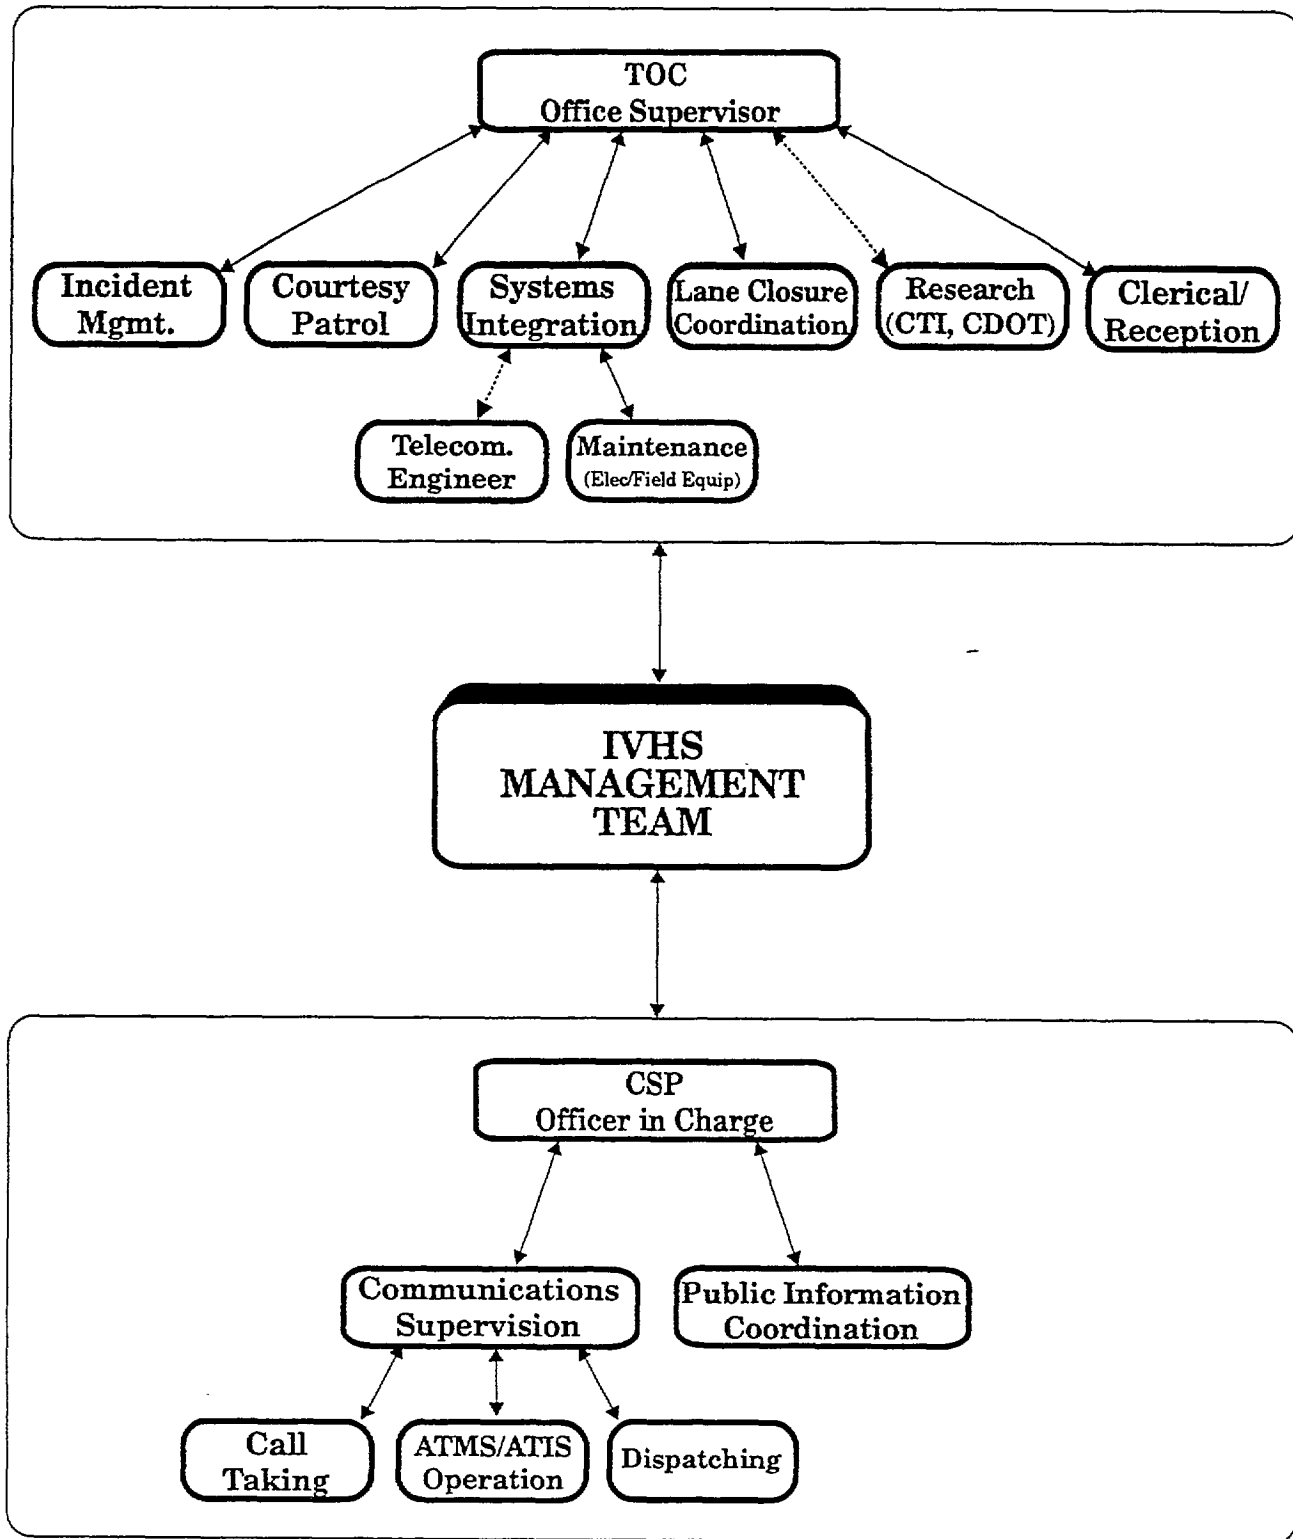 TOC
Office Supervisor
Incident
Mgmt.
Courtesy
Patrol
Systems
Integration
Lane Closure
Coordination
Research
(CTI, CDOT)
Clerical/
Reception
Telecom.
Engineer
Maintenance
(Elec/Field Equip)
IVHS
MANAGEMENT
TEAM
CSP
Officer in Charge
Communications
Supervision
Public Information
Coordination
Call
Taking
ATMS/ATIS
Operation
Dispatching